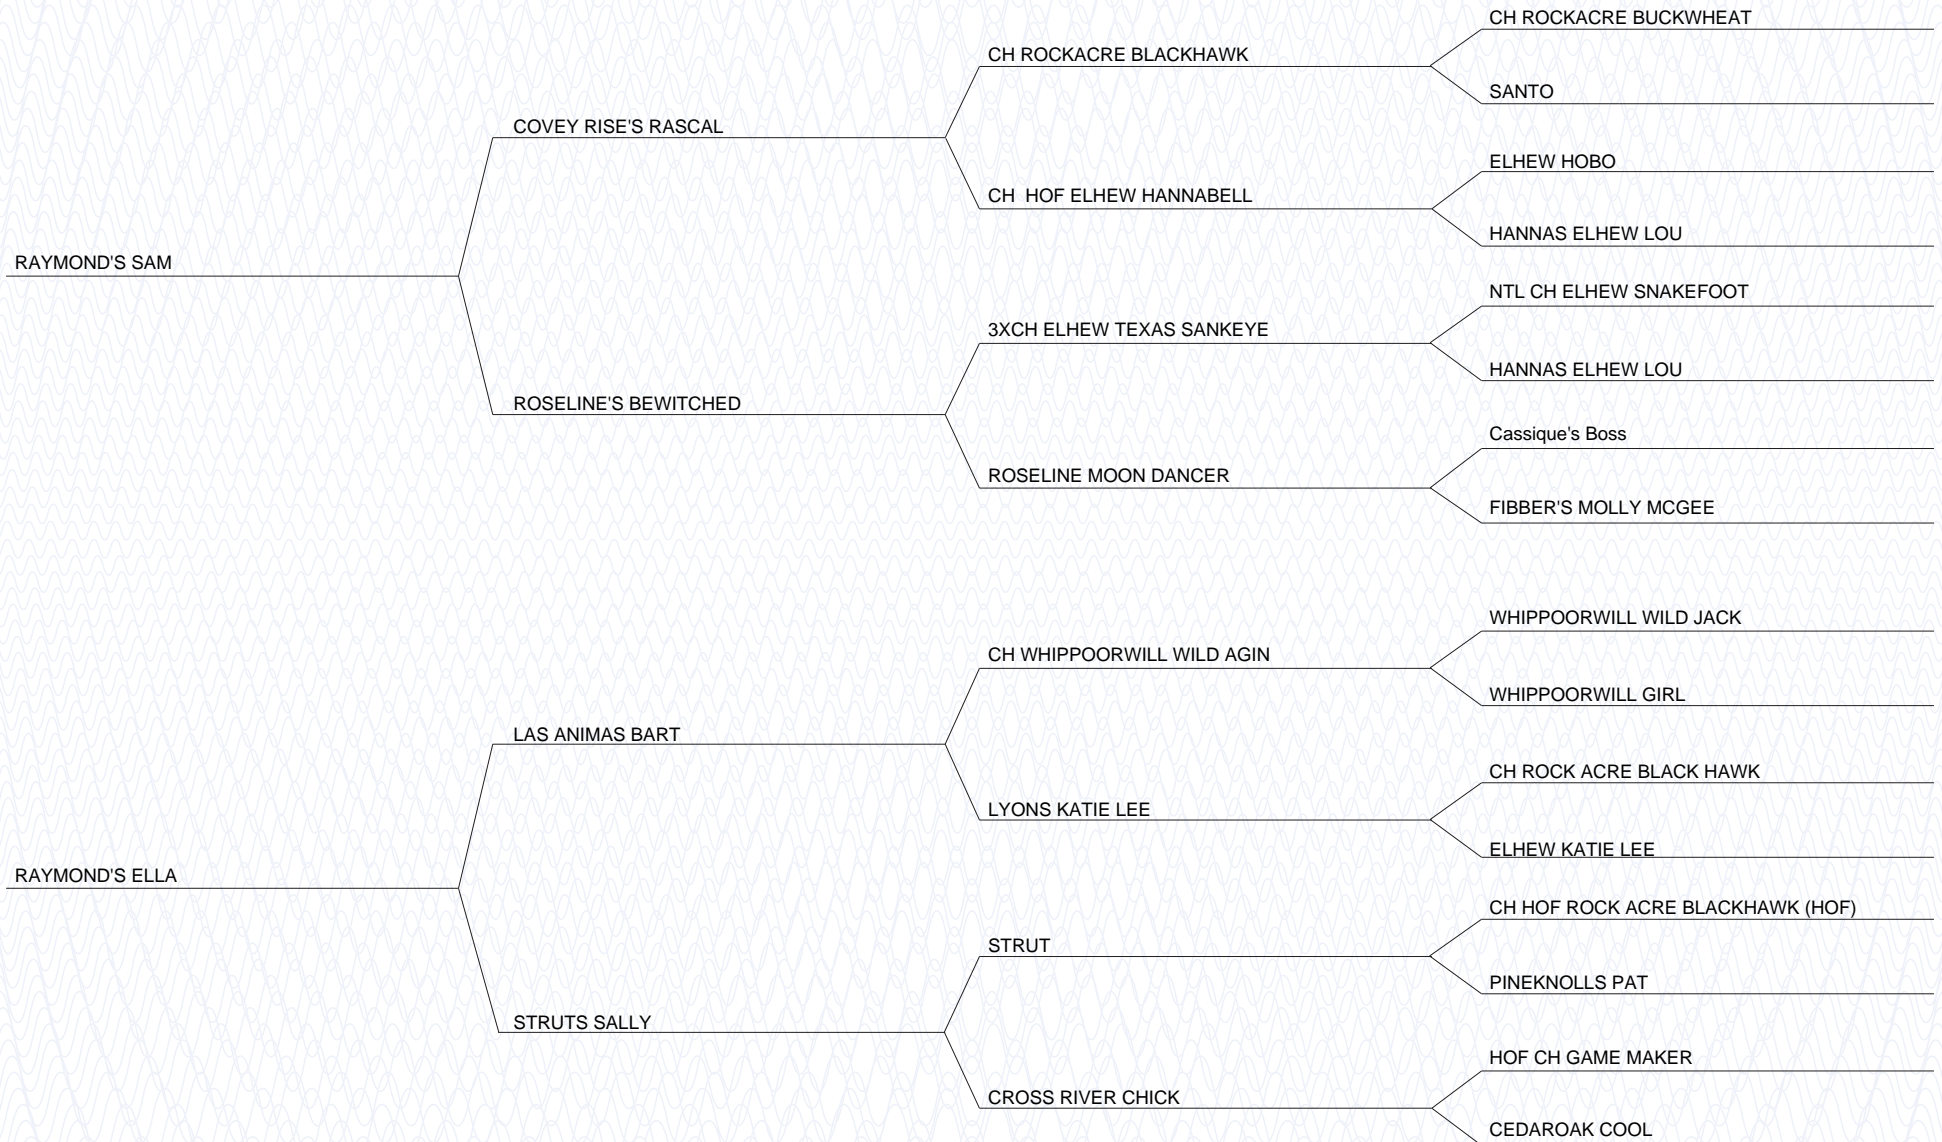 CH ROCKACRE BUCKWHEAT
CH ROCKACRE BLACKHAWK
SANTO
COVEY RISE'S RASCAL
ELHEW HOBO
CH  HOF ELHEW HANNABELL
HANNAS ELHEW LOU
RAYMOND'S SAM
NTL CH ELHEW SNAKEFOOT
3XCH ELHEW TEXAS SANKEYE
HANNAS ELHEW LOU
ROSELINE'S BEWITCHED
Cassique's Boss
ROSELINE MOON DANCER
FIBBER'S MOLLY MCGEE
WHIPPOORWILL WILD JACK
CH WHIPPOORWILL WILD AGIN
WHIPPOORWILL GIRL
LAS ANIMAS BART
CH ROCK ACRE BLACK HAWK
LYONS KATIE LEE
ELHEW KATIE LEE
RAYMOND'S ELLA
CH HOF ROCK ACRE BLACKHAWK (HOF)
STRUT
PINEKNOLLS PAT
STRUTS SALLY
HOF CH GAME MAKER
CROSS RIVER CHICK
CEDAROAK COOL